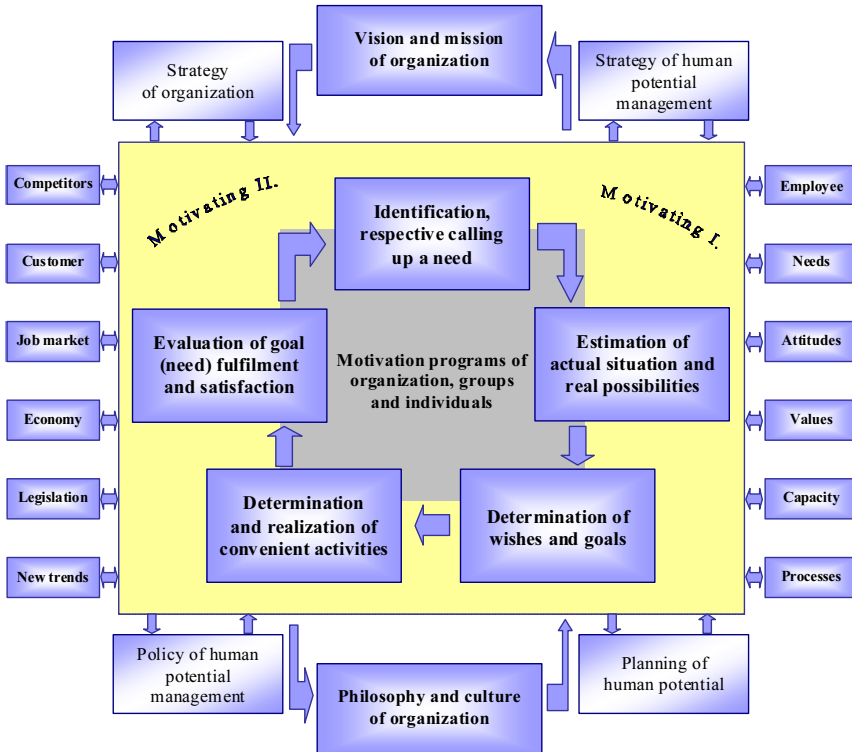 Vision and mission
of organization
Strategy
of organization
Strategy of human
potential
management
Motivating II.
Motivating I.
Competitors
Customer
Job market
Economy
Legislation
New trends
Identification,
respective calling
up a need
Evaluation of goal
(need) fulfilment
and satisfaction
Motivation programs of
organization, groups
and individuals
Estimation of
actual situation and
real possibilities
Determination
and realization of
convenient activities
Determination of
wishes and goals
Employee
Needs
Attitudes
Values
Capacity
Processes
Policy of human
potential
management
Philosophy and culture
of organization
Planning of
human potential